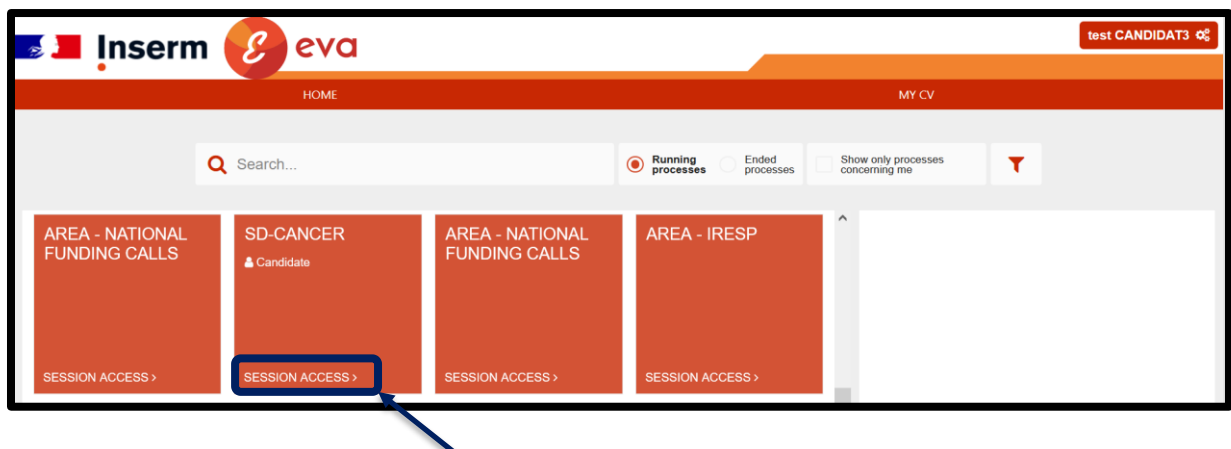 Inserm
eva
test CANDIDAT3
HOME
MY CV
Search...
Running
processes
Ended
processes
Show only processes
concerning me
AREA - NATIONAL
FUNDING CALLS
SESSION ACCESS >
SD-CANCER
Candidate
SESSION ACCESS >
AREA - NATIONAL
FUNDING CALLS
SESSION ACCESS >
AREA - IRESP
SESSION ACCESS >